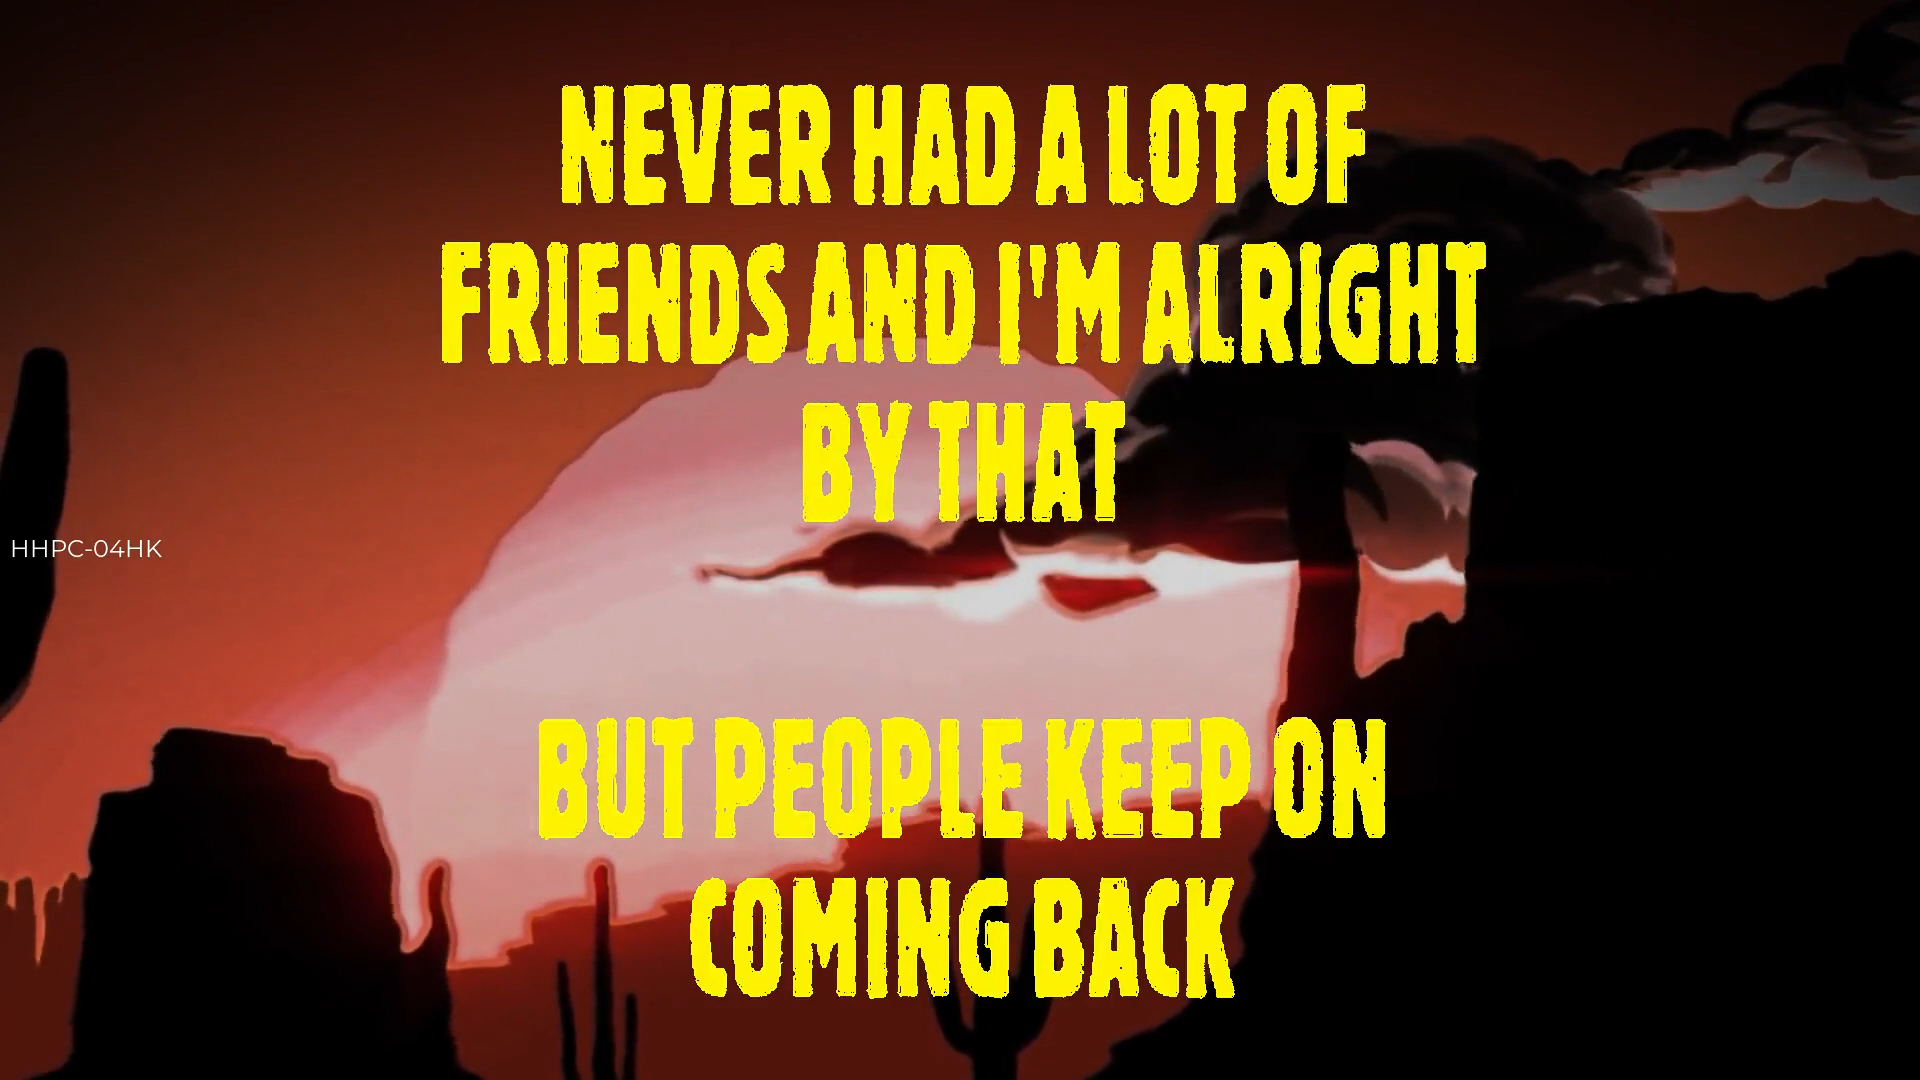 NEVER HAD A LOT OF
FRIENDS AND I'M ALRIGHT
BY THAT
HHPC-04HK
BUT PEOPLE KEEP ON
COMING BACK